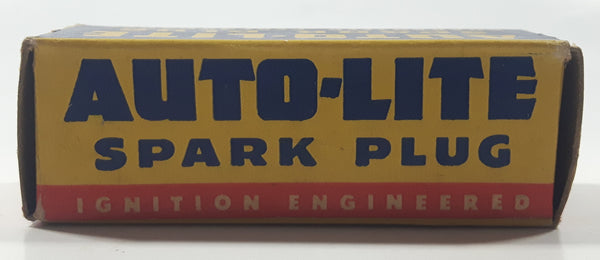 AUTO-LITE
SPARK PLUG
IGNITION ENGINEERED